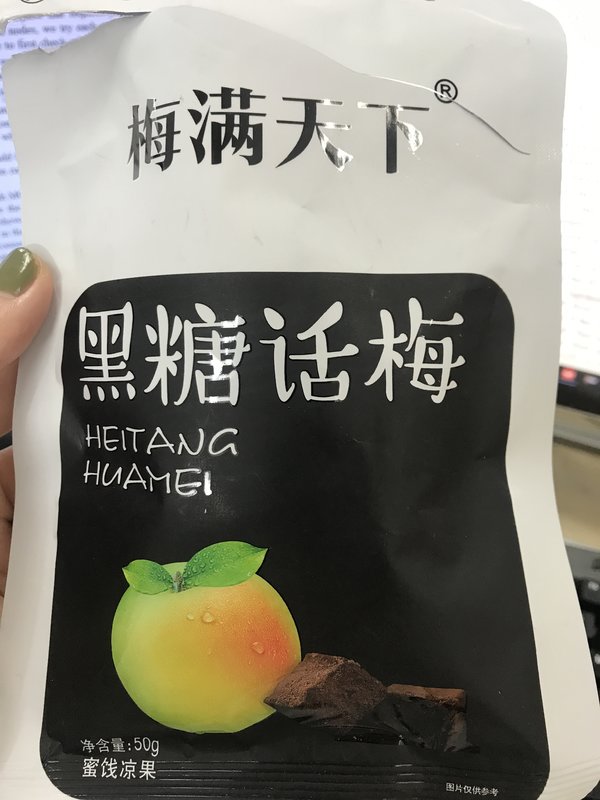 梅满天下®
黑糖话梅
HEITANG
HUAMEI
净含量:50g
蜜饯凉果
图片仅供参考